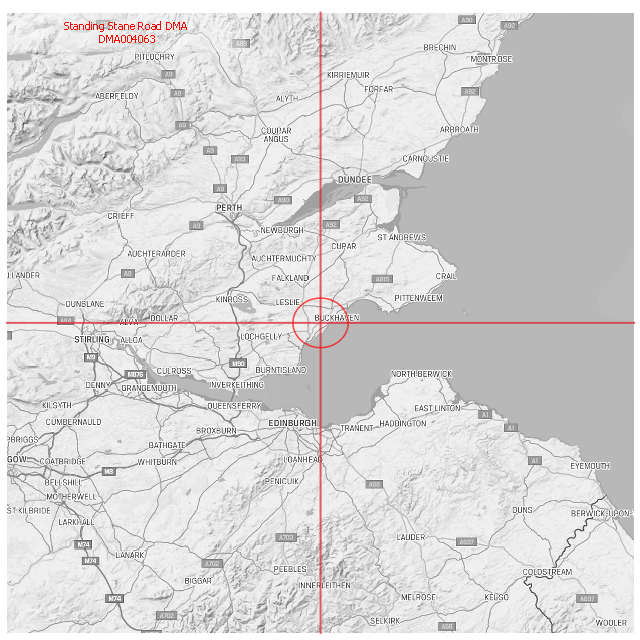 Standing Stane Road DMA
DMA004063
A90
A92
BRECHIN
A93
PITLOCHRY
MONTROSE
A9
KIRRIEMUIR
FORFAR
A9
ABERFELDY
ALYTH
A92
A9
COUPAR
ANGUS
ARBROATH
A9
A93
CARNOUSTIE
DUNDEE
A9
A90
A92
PERTH
CRIEFF
A9
A92
NEWBURGH
ST ANDREWS
CUPAR
AUCHTERARDER
AUCHTERMUCHTY
A9
FALKLAND
A915
CRAIL
LLANDER
KINROSS
LESLIE
PITTENWEEM
DUNBLANE
DOLLAR
BUCKHAVEN
ALVA
STIRLING
ALLOA
LOCHGELLY
M9
M90
CULROSS
BURNTISLAND
M876
NORTH BERWICK
DENNY
GRANGEMOUTH
INVERKEITHING
KILSYTH
QUEENSFERRY
EAST LINTON
A1
CUMBERNAULD
EDINBURGH
HADDINGTON
TRANENT
A1
BROXBURN
BRIGGS
BATHGATE
GOW
COATBRIDGE
WHITBURN
LOANHEAD
A1
EYEMOUTH
M8
BELLSHILL
PENICUIK
A68
MOTHERWELL
ST KILBRIDE
DUNS
BERWICK-UPON-
LARKHALL
M74
A703
LAUDER
A697
LANARK
M74
A702
PEEBLES
COLDSTREAM
BIGGAR
INNERLEITHEN
M74
MELROSE
KELSO
A697
A702
SELKIRK
A68
WOOLER